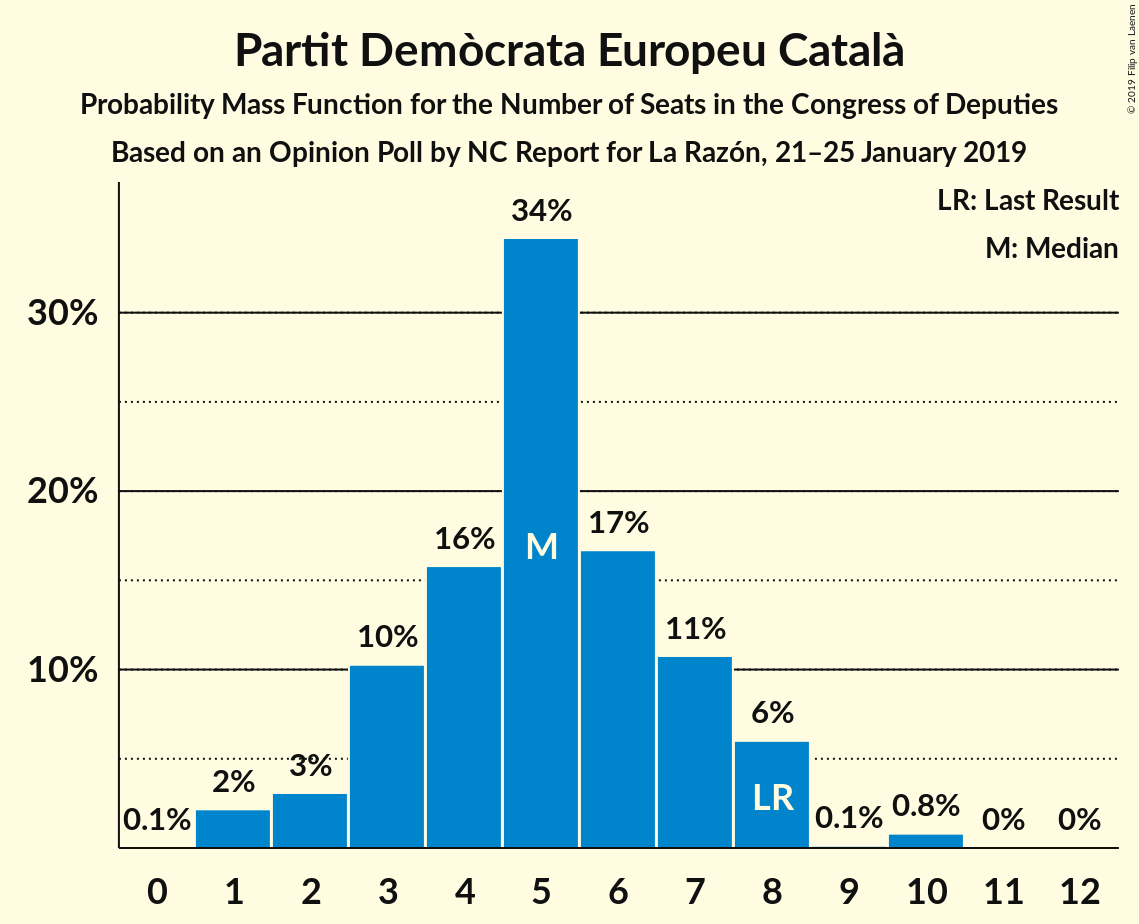 Partit Demòcrata Europeu Català
Probability Mass Function for the Number of Seats in the Congress of Deputies
Based on an Opinion Poll by NC Report for La Razón, 21–25 January 2019
© 2019 Filip van Laenen
LR: Last Result
M: Median
30%
20%
10%
0.1%
2%
3%
10%
16%
34%
M
17%
11%
6%
LR
0.1%
0.8%
0%
0%
0 1 2 3 4 5 6 7 8 9 10 11 12